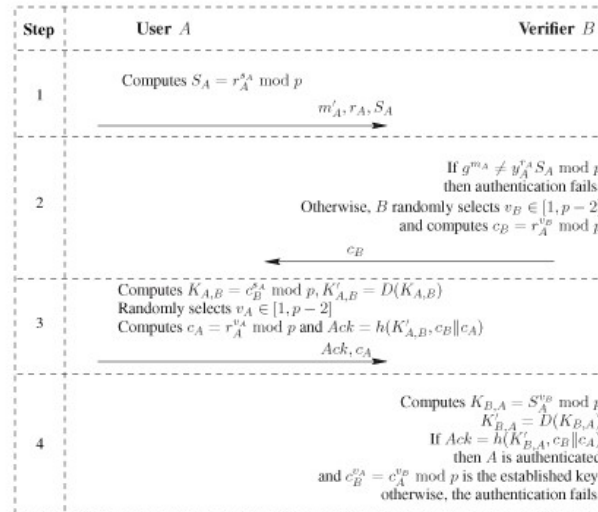 Step User A Verifier B
1
Computes S_A = r_A^{s_A} mod p
m'_A, r_A, S_A
2
If g^{m_A} ≠ y_A^{r_A} S_A mod p
then authentication fails
Otherwise, B randomly selects v_B ∈ [1, p − 2
and computes c_B = r_A^{v_B} mod p
c_B
3
Computes K_{A,B} = c_B^{s_A} mod p, K'_{A,B} = D(K_{A,B})
Randomly selects v_A ∈ [1, p − 2]
Computes c_A = r_A^{v_A} mod p and Ack = h(K'_{A,B}, c_B‖c_A)
Ack, c_A
4
Computes K_{B,A} = S_A^{v_B} mod p
K'_{B,A} = D(K_{B,A})
If Ack = h(K'_{B,A}, c_B‖c_A)
then A is authenticated
and c_B^{v_A} = c_A^{v_B} mod p is the established key
otherwise, the authentication fails